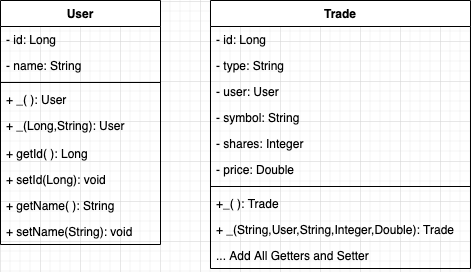 User
- id: Long
- name: String
+ _( ): User
+ _(Long,String): User
+ getId( ): Long
+ setId(Long): void
+ getName( ): String
+ setName(String): void
Trade
- id: Long
- type: String
- user: User
- symbol: String
- shares: Integer
- price: Double
+_( ): Trade
+ _(String,User,String,Integer,Double): Trade
... Add All Getters and Setter